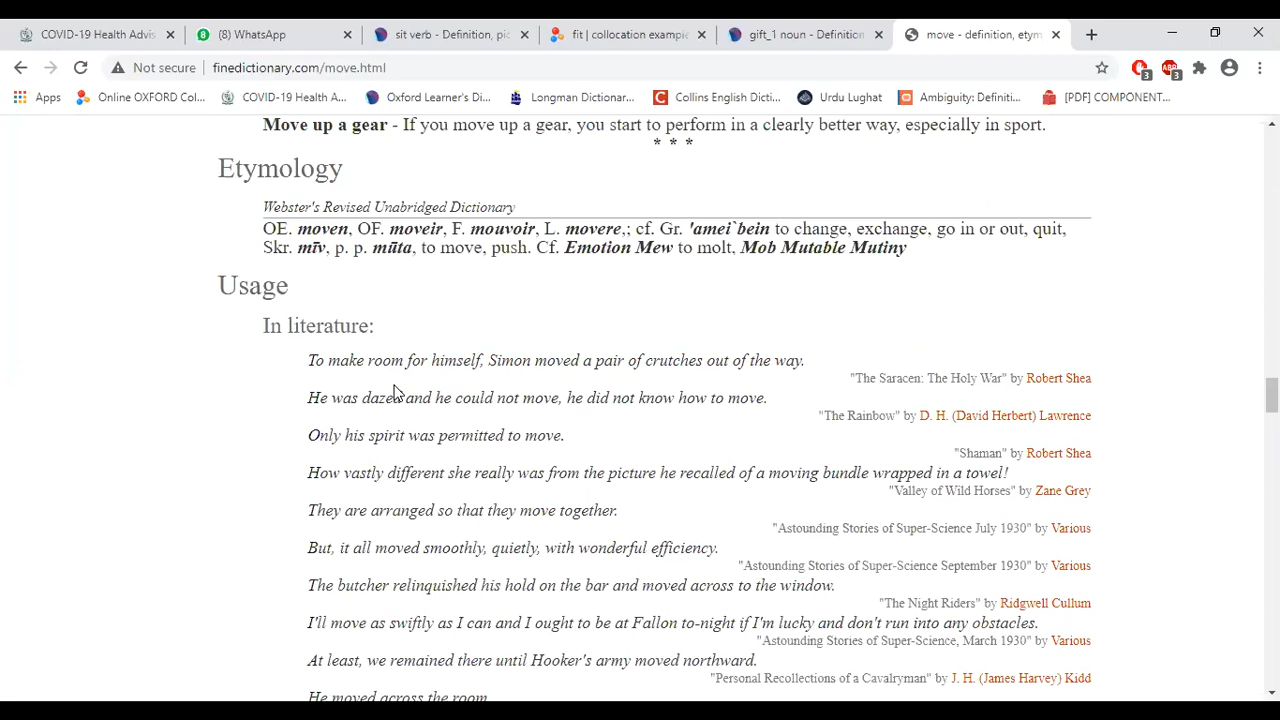 COVID-19 Health Advis
(8) WhatsApp
sit verb - Definition, pic
fit | collocation example
gift_1 noun - Definition
move - definition, etym
Not secure
finedictionary.com/move.html
3
3
Apps
Online OXFORD Col...
COVID-19 Health A...
Oxford Learner's Di...
Longman Dictionar...
Collins English Dicti...
Urdu Lughat
Ambiguity: Definiti...
[PDF] COMPONENT...
Move up a gear - If you move up a gear, you start to perform in a clearly better way, especially in sport.
* * *
Etymology
Webster's Revised Unabridged Dictionary
OE. moven, OF. moveir, F. mouvoir, L. movere,; cf. Gr. 'amei`bein to change, exchange, go in or out, quit,
Skr. mīv, p. p. mūta, to move, push. Cf. Emotion Mew to molt, Mob Mutable Mutiny
Usage
In literature:
To make room for himself, Simon moved a pair of crutches out of the way.
"The Saracen: The Holy War" by Robert Shea
He was dazed and he could not move, he did not know how to move.
"The Rainbow" by D. H. (David Herbert) Lawrence
Only his spirit was permitted to move.
"Shaman" by Robert Shea
How vastly different she really was from the picture he recalled of a moving bundle wrapped in a towel!
"Valley of Wild Horses" by Zane Grey
They are arranged so that they move together.
"Astounding Stories of Super-Science July 1930" by Various
But, it all moved smoothly, quietly, with wonderful efficiency.
"Astounding Stories of Super-Science September 1930" by Various
The butcher relinquished his hold on the bar and moved across to the window.
"The Night Riders" by Ridgwell Cullum
I'll move as swiftly as I can and I ought to be at Fallon to-night if I'm lucky and don't run into any obstacles.
"Astounding Stories of Super-Science, March 1930" by Various
At least, we remained there until Hooker's army moved northward.
"Personal Recollections of a Cavalryman" by J. H. (James Harvey) Kidd
He moved across the room.